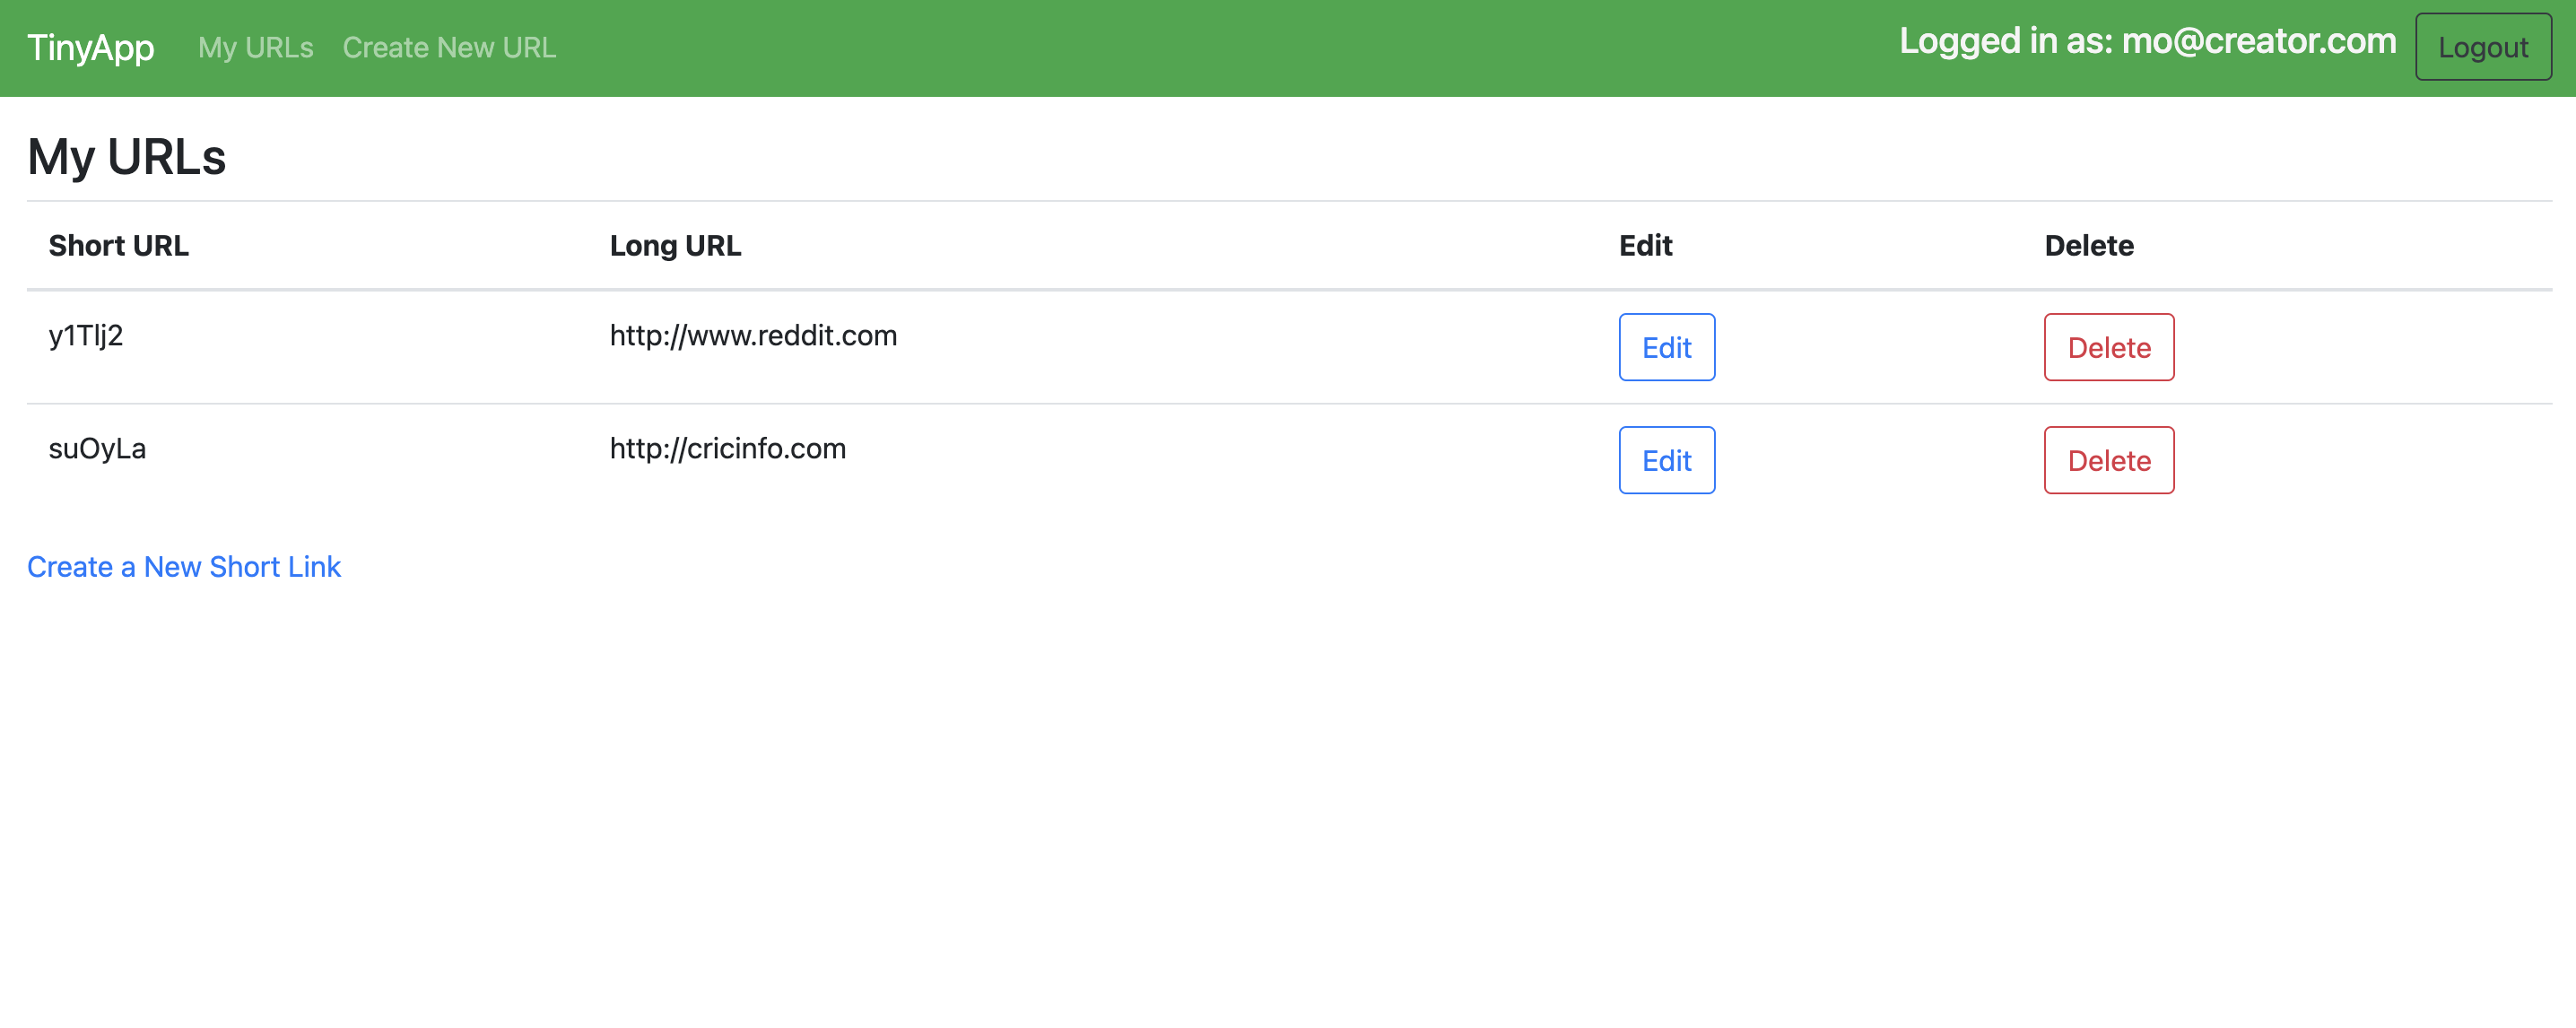 TinyApp My URLs Create New URL Logged in as: mo@creator.com Logout
My URLs
Short URL Long URL Edit Delete
y1Tlj2 http://www.reddit.com Edit Delete
suOyLa http://cricinfo.com Edit Delete
Create a New Short Link